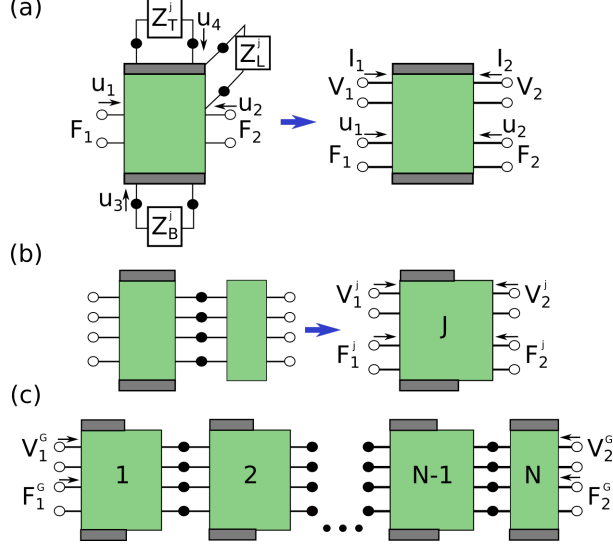 (a)
Z_T^j
u_4
Z_L^j
u_1
u_2
F_1
F_2
u_3
Z_B^j
I_1
I_2
V_1
V_2
u_1
u_2
F_1
F_2
(b)
V_1^j
V_2^j
J
F_1^j
F_2^j
(c)
V_1^G
V_2^G
1
2
N-1
N
F_1^G
F_2^G